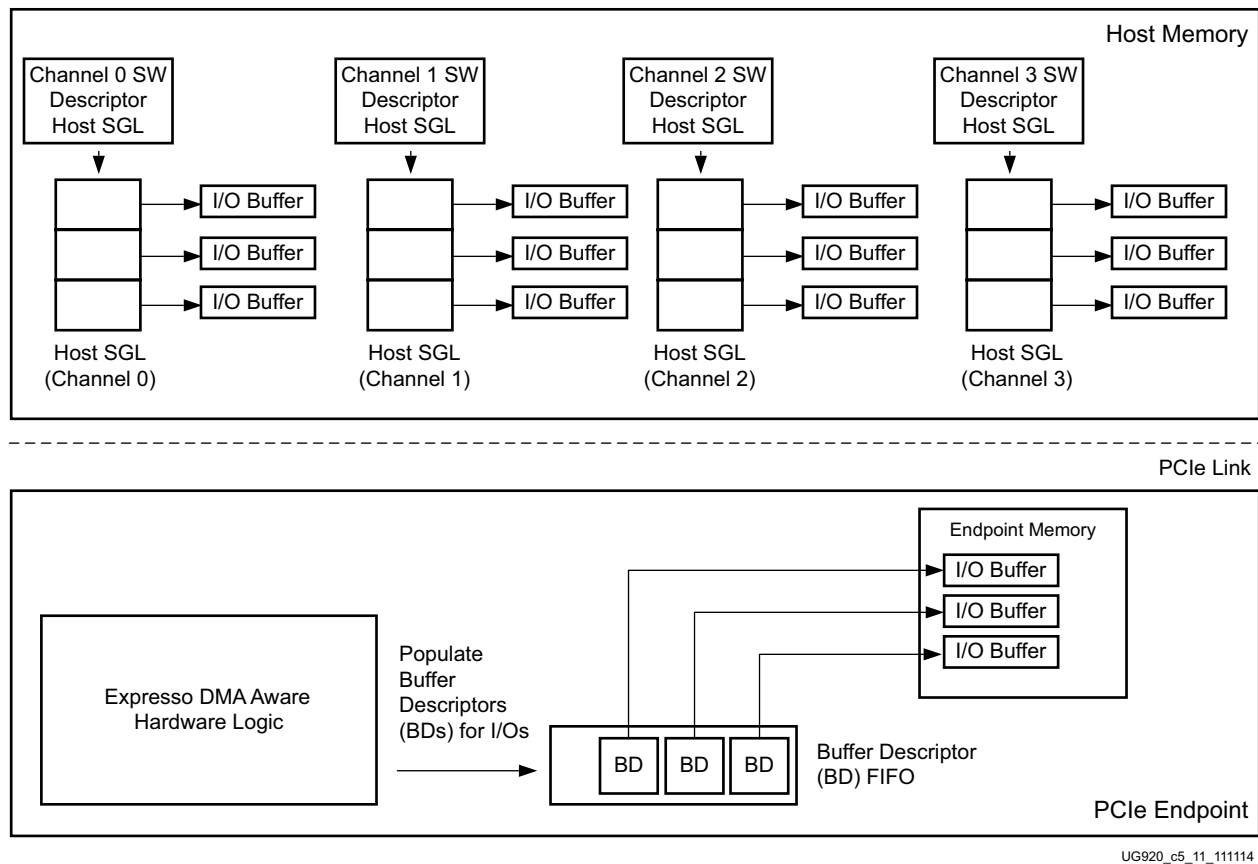 Host Memory
Channel 0 SW
Descriptor
Host SGL
Channel 1 SW
Descriptor
Host SGL
Channel 2 SW
Descriptor
Host SGL
Channel 3 SW
Descriptor
Host SGL
I/O Buffer
I/O Buffer
I/O Buffer
I/O Buffer
I/O Buffer
I/O Buffer
I/O Buffer
I/O Buffer
I/O Buffer
I/O Buffer
I/O Buffer
I/O Buffer
Host SGL
(Channel 0)
Host SGL
(Channel 1)
Host SGL
(Channel 2)
Host SGL
(Channel 3)
PCIe Link
Endpoint Memory
I/O Buffer
I/O Buffer
I/O Buffer
Expresso DMA Aware
Hardware Logic
Populate
Buffer
Descriptors
(BDs) for I/Os
BD
BD
BD
Buffer Descriptor
(BD) FIFO
PCIe Endpoint
UG920_c5_11_111114